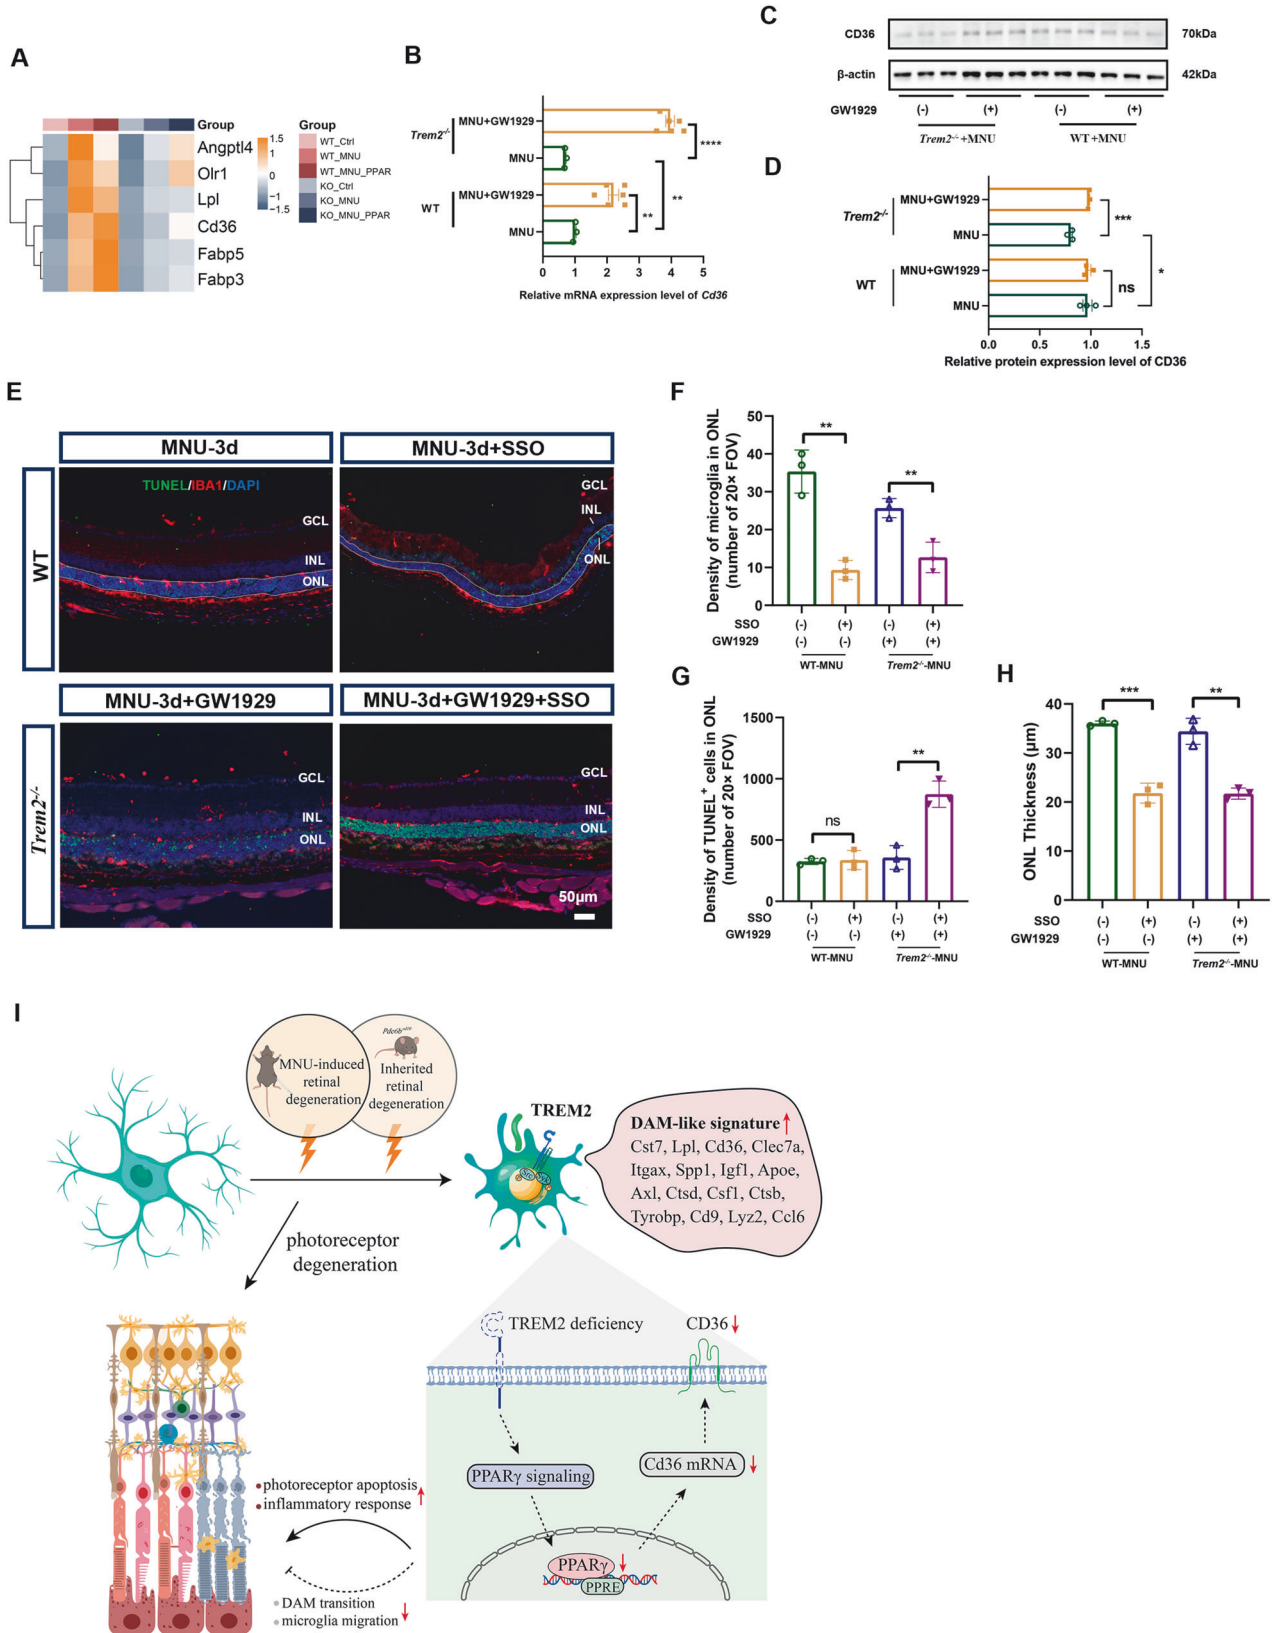 A
Group
Angptl4
Olr1
Lpl
Cd36
Fabp5
Fabp3
1.5
1
0
−1
−1.5
Group
WT_Ctrl
WT_MNU
WT_MNU_PPAR
KO_Ctrl
KO_MNU
KO_MNU_PPAR
B
Trem2-/-
MNU+GW1929
MNU
WT
MNU+GW1929
MNU
****
**
**
0 1 2 3 4 5
Relative mRNA expression level of Cd36
C
CD36
70kDa
β-actin
42kDa
GW1929 (-) (+) (-) (+)
Trem2-/-+MNU WT+MNU
D
Trem2-/-
MNU+GW1929
MNU
WT
MNU+GW1929
MNU
***
ns
*
0.0 0.5 1.0 1.5
Relative protein expression level of CD36
E
MNU-3d
MNU-3d+SSO
WT
TUNEL/IBA1/DAPI
GCL
INL
ONL
GCL
INL
ONL
MNU-3d+GW1929
MNU-3d+GW1929+SSO
Trem2-/-
GCL
INL
ONL
GCL
INL
ONL
50μm
F
Density of microglia in ONL
(number of 20× FOV)
50
40
30
20
10
0
**
**
SSO (-) (+) (-) (+)
GW1929 (-) (-) (+) (+)
WT-MNU Trem2-/-MNU
G
Density of TUNEL+ cells in ONL
(number of 20× FOV)
1500
1000
500
0
ns
**
SSO (-) (+) (-) (+)
GW1929 (-) (-) (+) (+)
WT-MNU Trem2-/-MNU
H
ONL Thickness (μm)
40
30
20
10
0
***
**
SSO (-) (+) (-) (+)
GW1929 (-) (-) (+) (+)
WT-MNU Trem2-/-MNU
I
MNU-induced
retinal
degeneration
Pde6brd10
Inherited
retinal
degeneration
TREM2
Syk
DAM-like signature
Cst7, Lpl, Cd36, Clec7a,
Itgax, Spp1, Igf1, Apoe,
Axl, Ctsd, Csf1, Ctsb,
Tyrobp, Cd9, Lyz2, Ccl6
photoreceptor
degeneration
TREM2 deficiency
CD36
PPARγ signaling
Cd36 mRNA
PPARγ
PPRE
photoreceptor apoptosis
inflammatory response
DAM transition
microglia migration